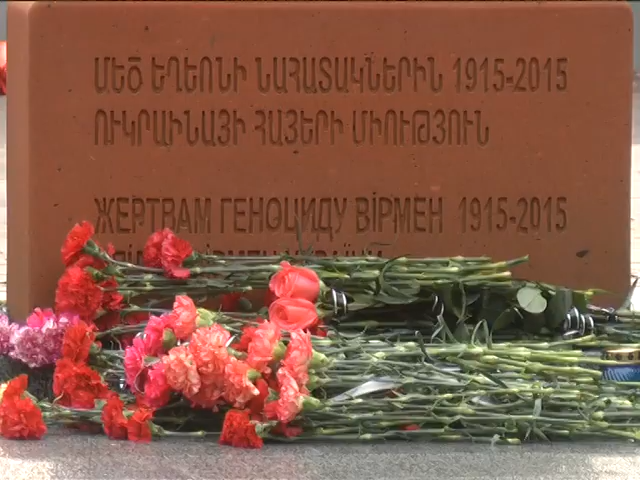 ՄԵԾ ԵՂԵՌՆԻ ՆԱՀԱՏԱԿՆԵՐԻՆ 1915-2015
ՈՒԿՐԱԻՆԱՅԻ ՀԱՅԵՐԻ ՄԻՈՒԹՅՈՒՆ
ЖЕРТВАМ ГЕНОЦИДУ ВІРМЕН 1915-2015